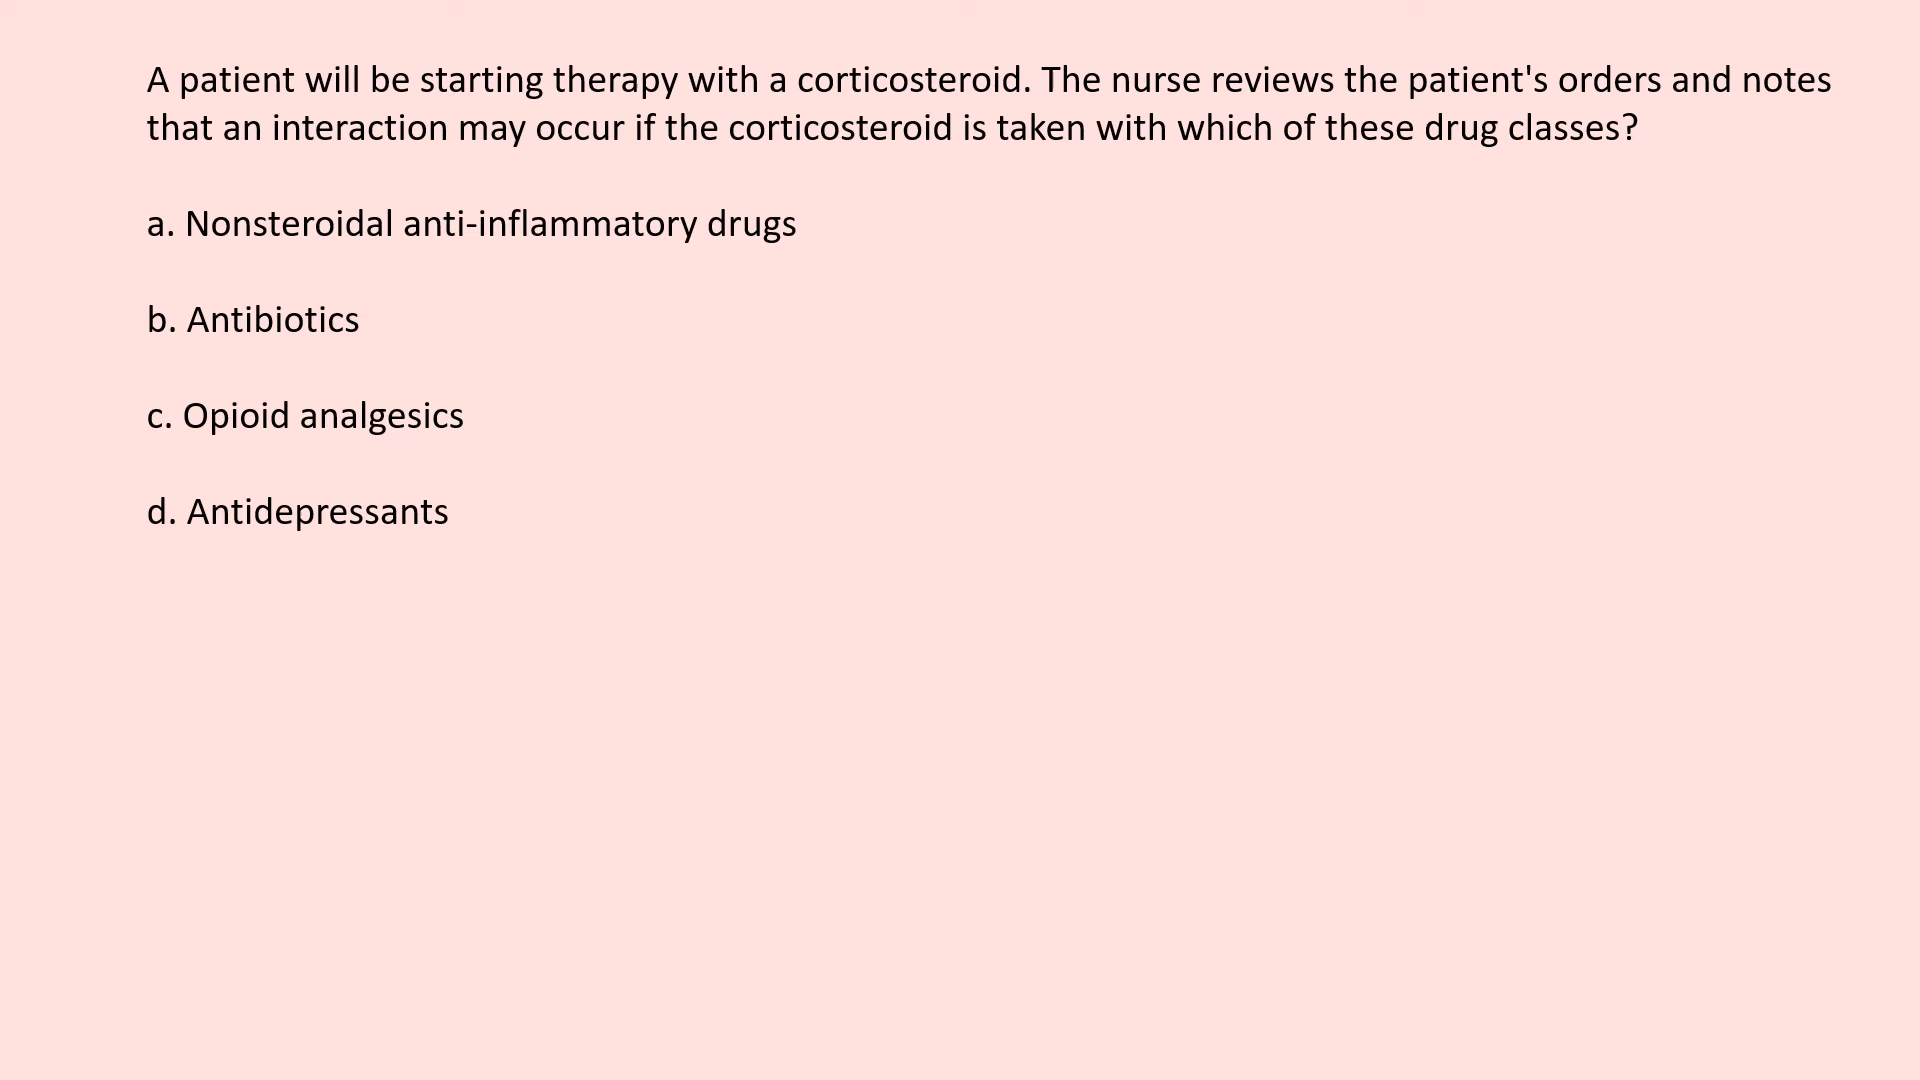 A patient will be starting therapy with a corticosteroid. The nurse reviews the patient's orders and notes
that an interaction may occur if the corticosteroid is taken with which of these drug classes?
a. Nonsteroidal anti-inflammatory drugs
b. Antibiotics
c. Opioid analgesics
d. Antidepressants